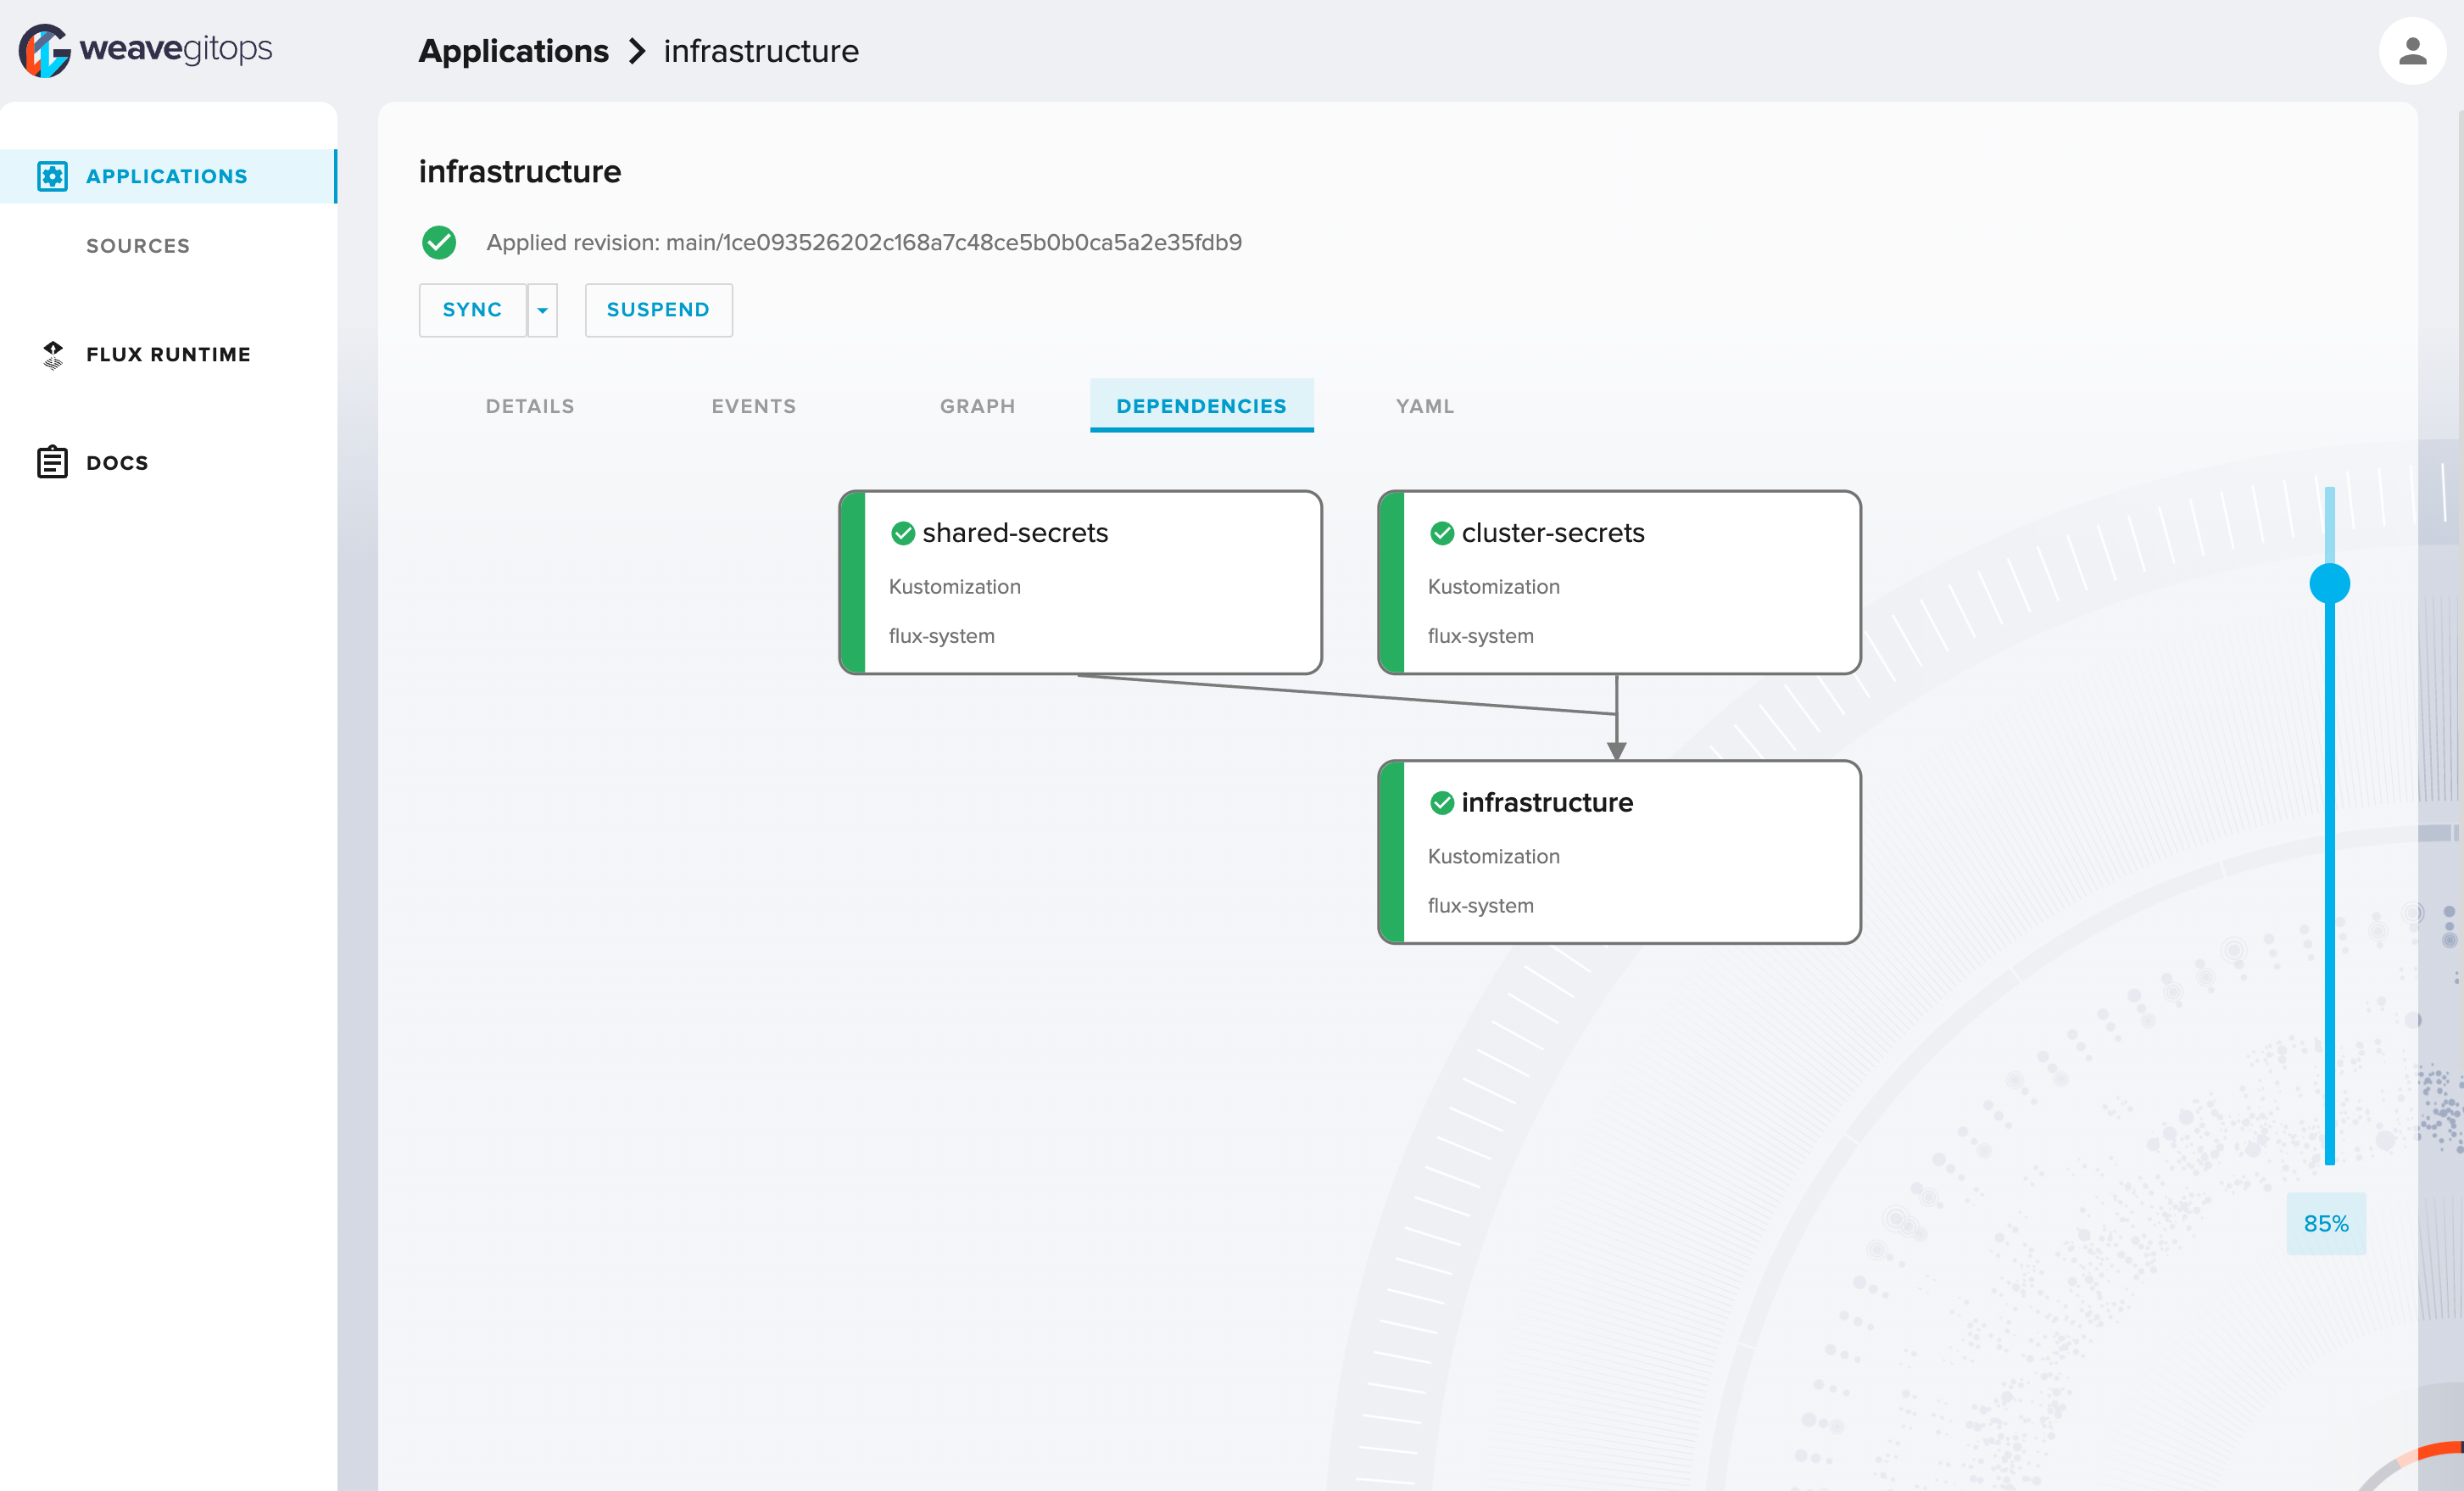 weavegitops
Applications > infrastructure
APPLICATIONS
SOURCES
FLUX RUNTIME
DOCS
infrastructure
Applied revision: main/1ce093526202c168a7c48ce5b0b0ca5a2e35fdb9
SYNC
SUSPEND
DETAILS
EVENTS
GRAPH
DEPENDENCIES
YAML
shared-secrets
Kustomization
flux-system
cluster-secrets
Kustomization
flux-system
infrastructure
Kustomization
flux-system
85%